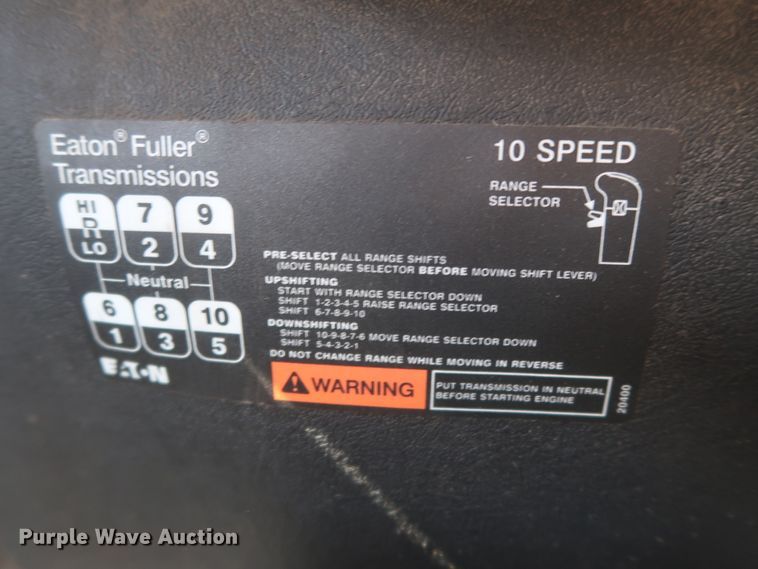 Eaton® Fuller®
Transmissions
HI
R
LO
7
2
9
4
Neutral
6
1
8
3
10
5
EATON
10 SPEED
RANGE
SELECTOR
PRE-SELECT ALL RANGE SHIFTS
(MOVE RANGE SELECTOR BEFORE MOVING SHIFT LEVER)
UPSHIFTING
START WITH RANGE SELECTOR DOWN
SHIFT 1-2-3-4-5 RAISE RANGE SELECTOR
SHIFT 6-7-8-9-10
DOWNSHIFTING
SHIFT 10-9-8-7-6 MOVE RANGE SELECTOR DOWN
SHIFT 5-4-3-2-1
DO NOT CHANGE RANGE WHILE MOVING IN REVERSE
WARNING
PUT TRANSMISSION IN NEUTRAL
BEFORE STARTING ENGINE
20400
Purple Wave Auction